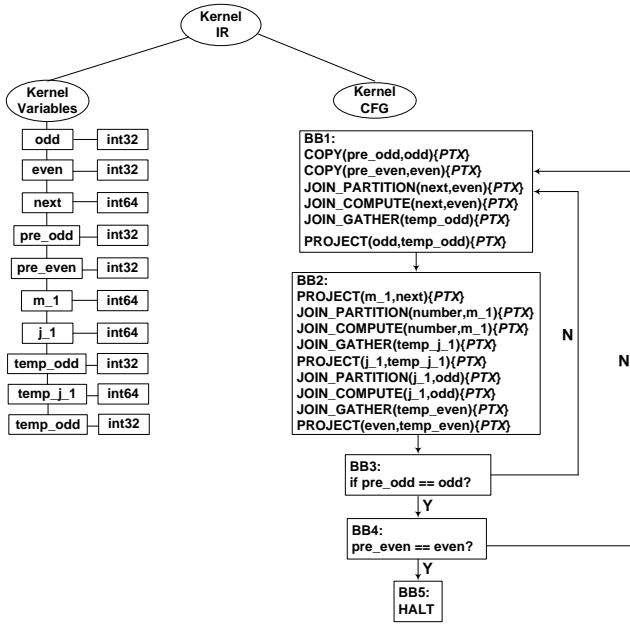 Kernel
IR
Kernel
Variables
odd int32
even int32
next int64
pre_odd int32
pre_even int32
m_1 int64
j_1 int64
temp_odd int32
temp_j_1 int64
temp_odd int32
Kernel
CFG
BB1:
COPY(pre_odd,odd){PTX}
COPY(pre_even,even){PTX}
JOIN_PARTITION(next,even){PTX}
JOIN_COMPUTE(next,even){PTX}
JOIN_GATHER(temp_odd){PTX}
PROJECT(odd,temp_odd){PTX}
BB2:
PROJECT(m_1,next){PTX}
JOIN_PARTITION(number,m_1){PTX}
JOIN_COMPUTE(number,m_1){PTX}
JOIN_GATHER(temp_j_1){PTX}
PROJECT(j_1,temp_j_1){PTX}
JOIN_PARTITION(j_1,odd){PTX}
JOIN_COMPUTE(j_1,odd){PTX}
JOIN_GATHER(temp_even){PTX}
PROJECT(even,temp_even){PTX}
N
N
BB3:
if pre_odd == odd?
Y
BB4:
pre_even == even?
Y
BB5:
HALT